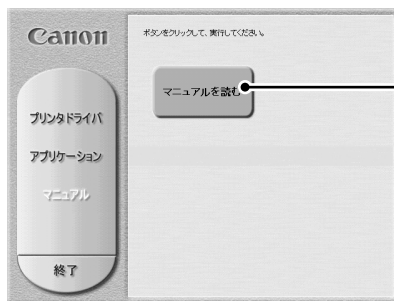 Canon
ボタンをクリックして、実行してください。
マニュアルを読む
プリンタドライバ
アプリケーション
マニュアル
終了